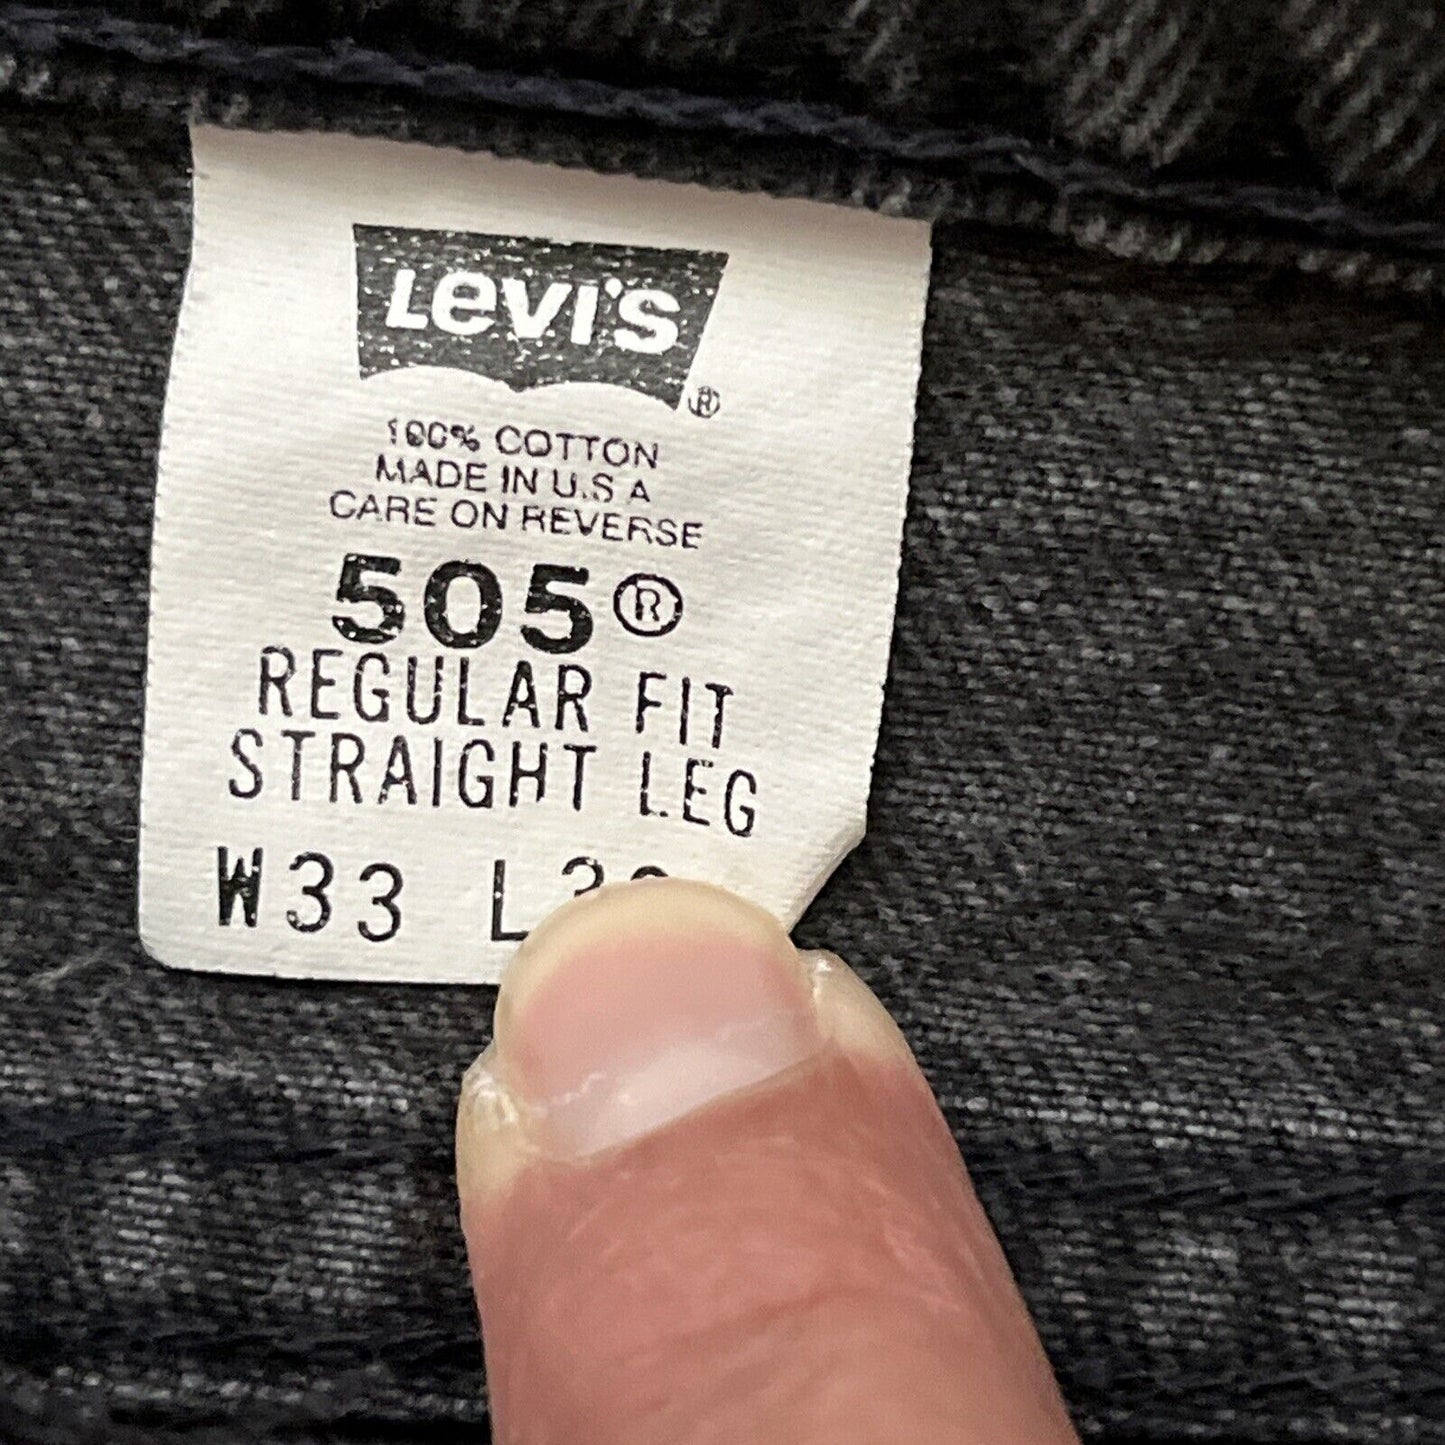 Levi's®
100% COTTON
MADE IN U.S A
CARE ON REVERSE
505®
REGULAR FIT
STRAIGHT LEG
W33